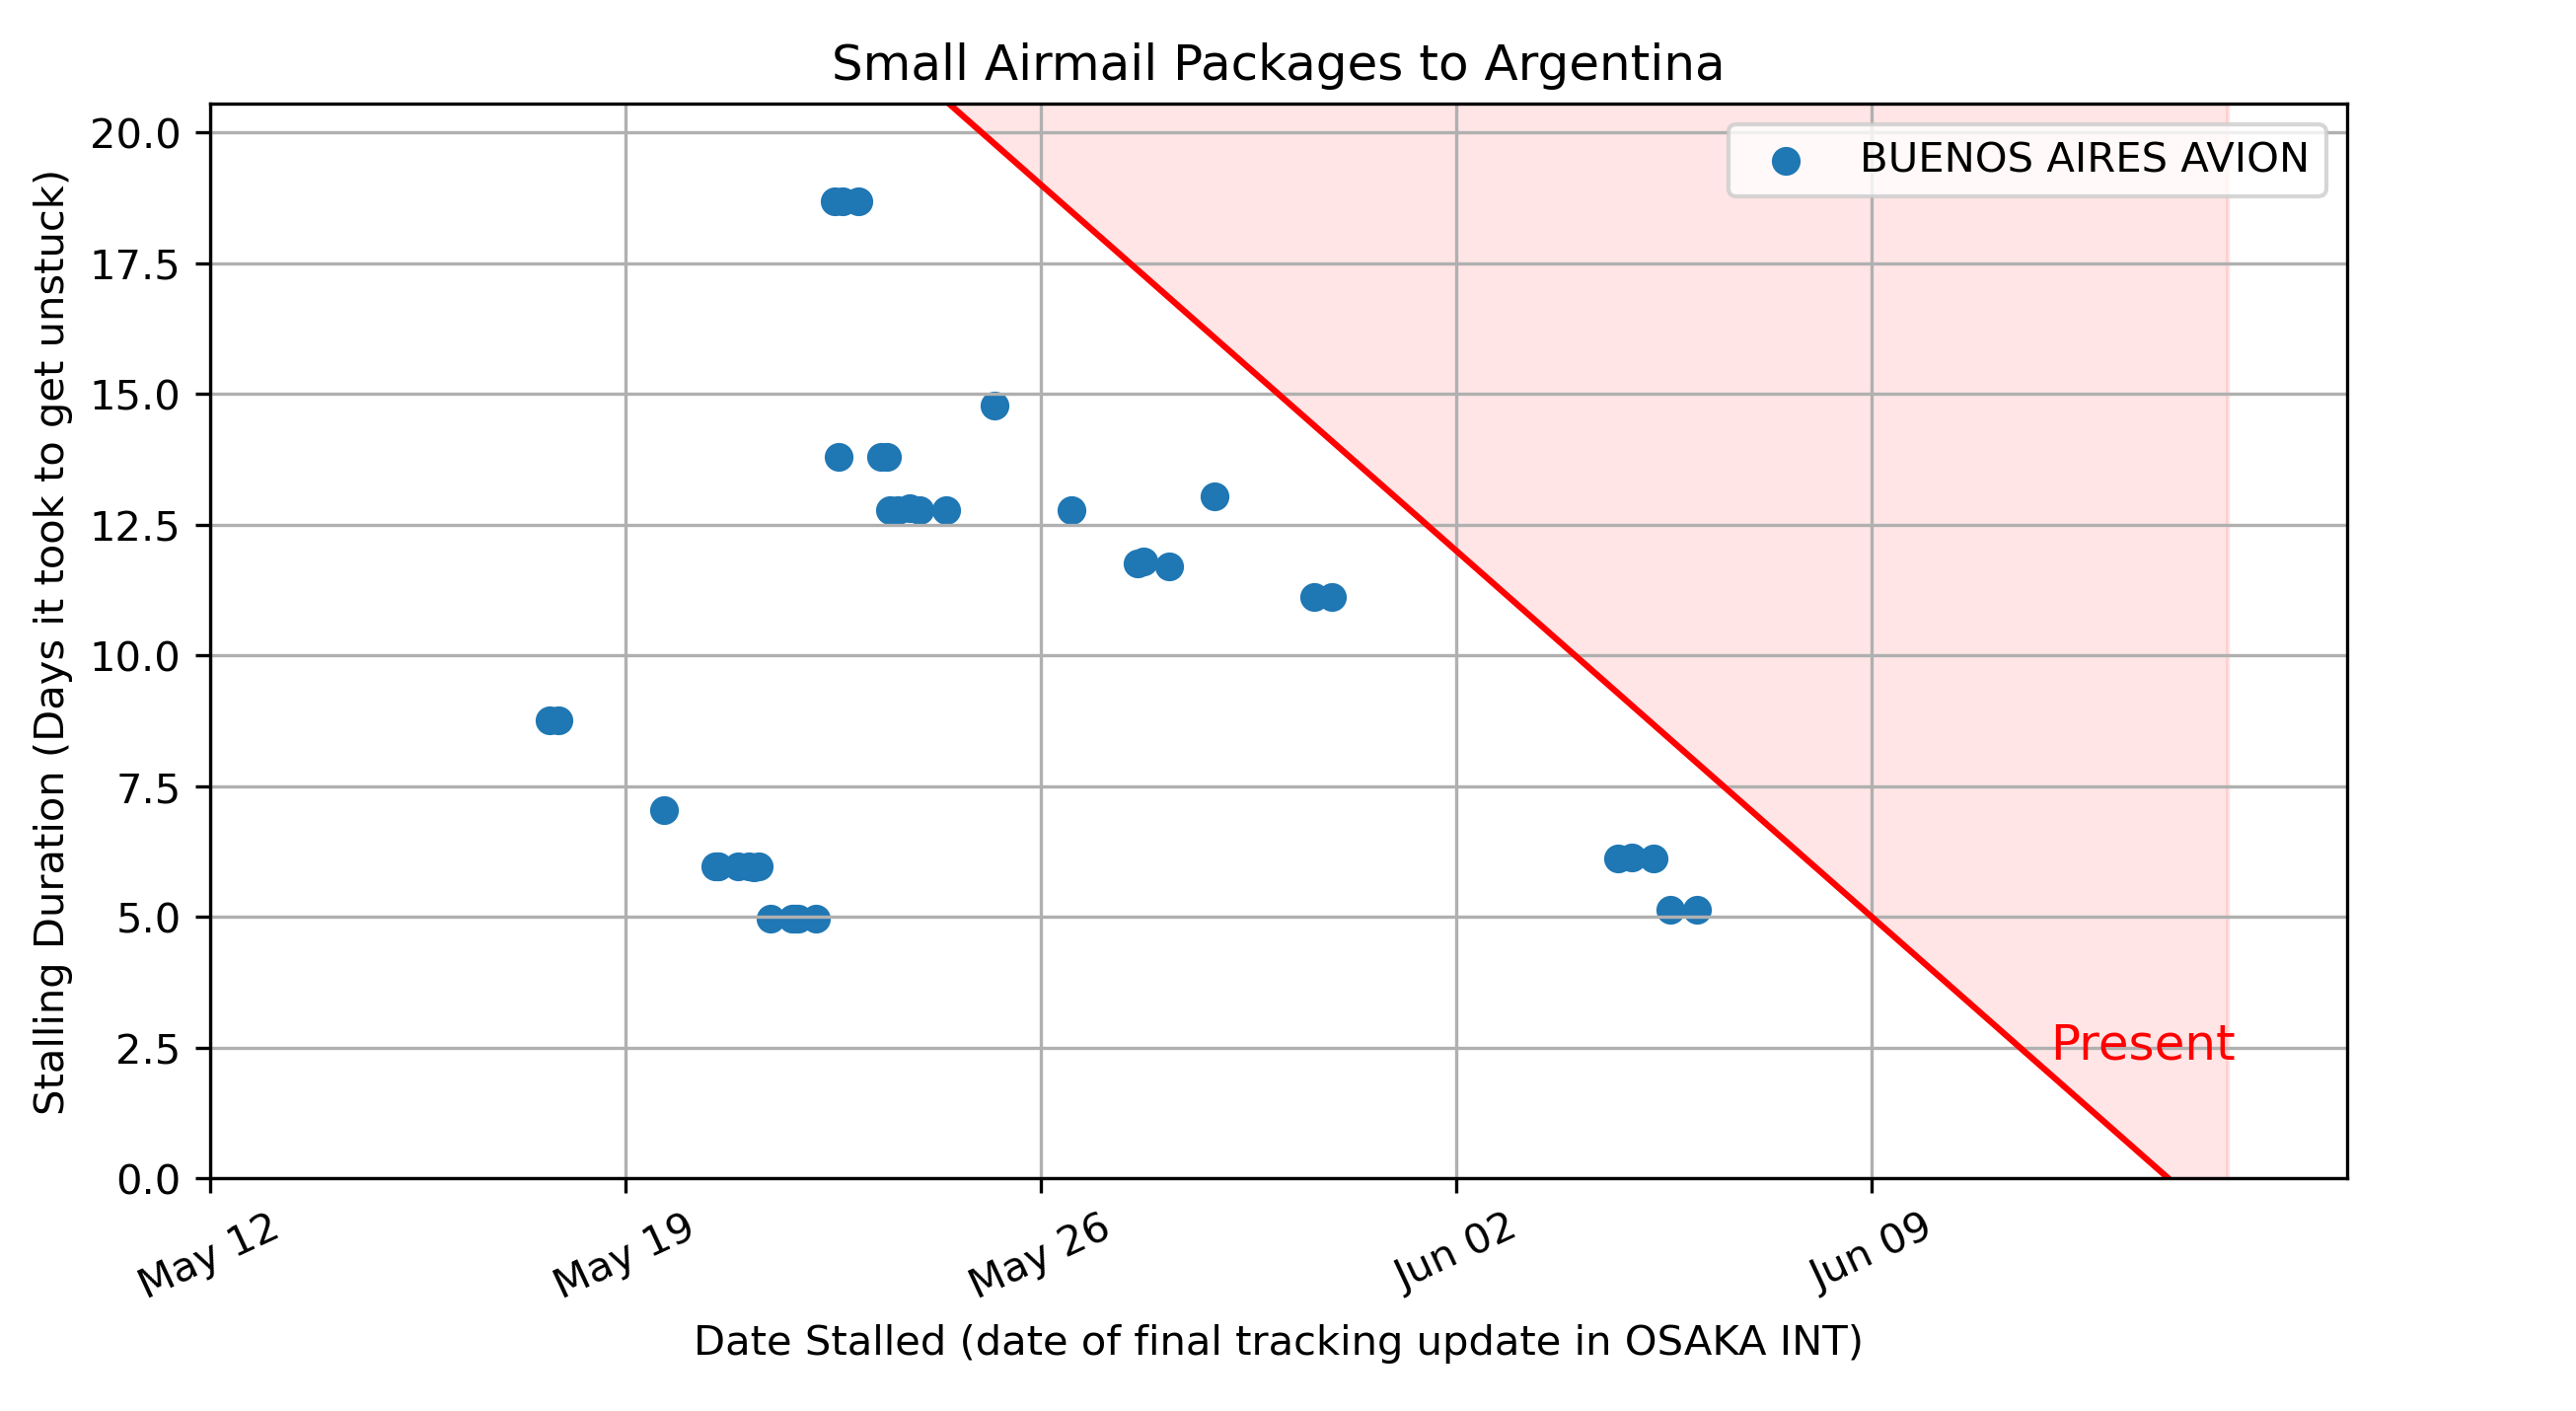 Small Airmail Packages to Argentina
BUENOS AIRES AVION
Stalling Duration (Days it took to get unstuck)
20.0
17.5
15.0
12.5
10.0
7.5
5.0
2.5
0.0
Present
May 12
May 19
May 26
Jun 02
Jun 09
Date Stalled (date of final tracking update in OSAKA INT)